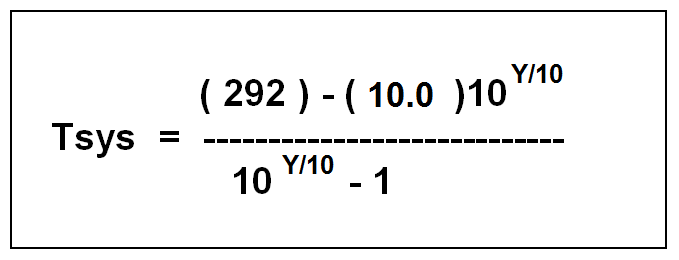 ( 292 ) - ( 10.0 )10 Y/10
Tsys = ----------------------------
10 Y/10 - 1